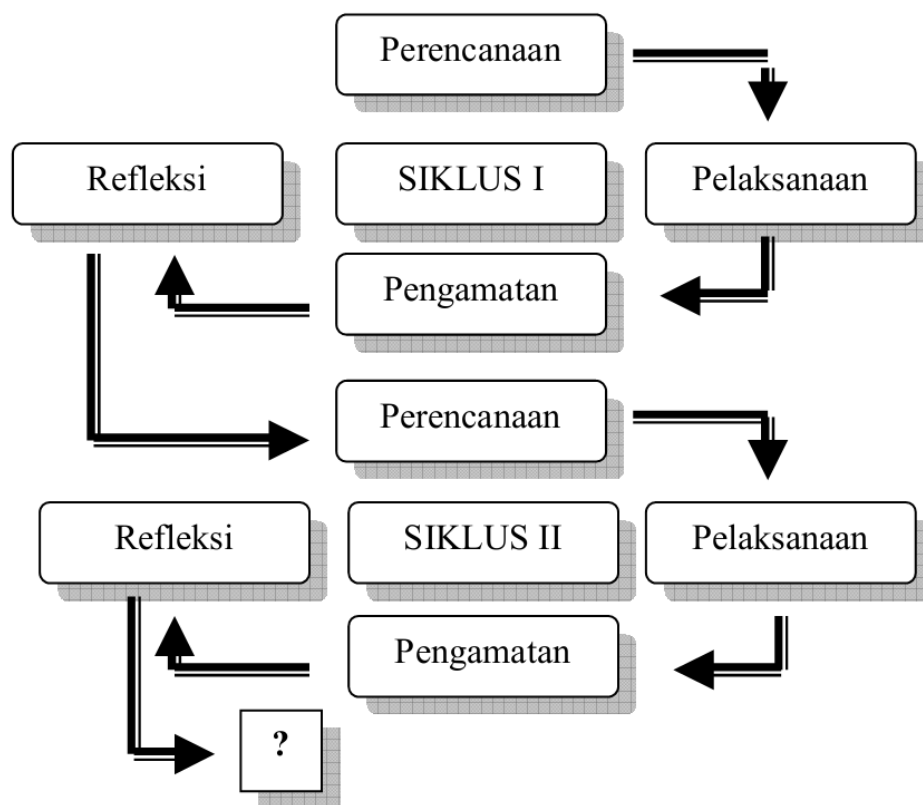 Perencanaan
Refleksi
SIKLUS I
Pelaksanaan
Pengamatan
Perencanaan
Refleksi
SIKLUS II
Pelaksanaan
Pengamatan
?